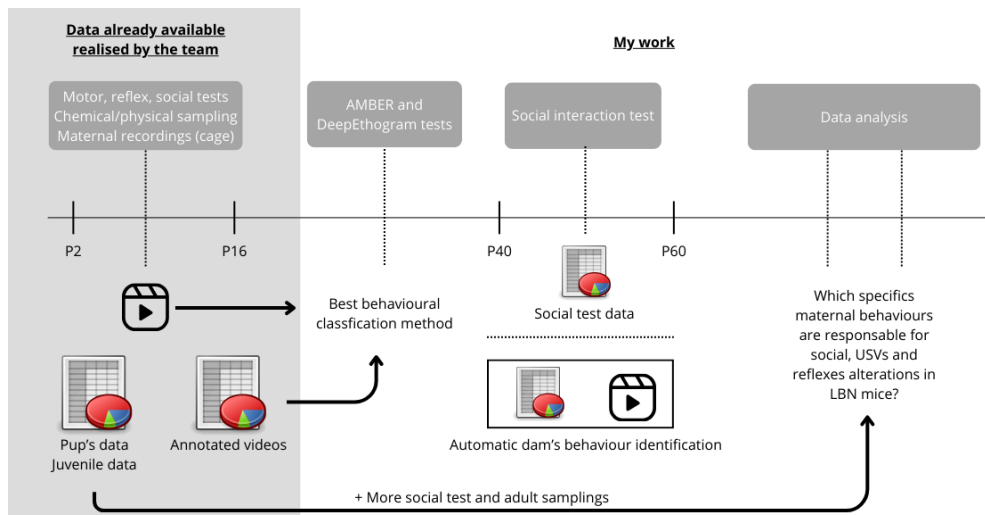 Data already available
realised by the team
My work
Motor, reflex, social tests
Chemical/physical sampling
Maternal recordings (cage)
AMBER and
DeepEthogram tests
Social interaction test
Data analysis
P2
P16
P40
P60
Best behavioural
classfication method
Social test data
Which specifics
maternal behaviours
are responsable for
social, USVs and
reflexes alterations in
LBN mice?
Pup's data
Juvenile data
Annotated videos
Automatic dam's behaviour identification
+ More social test and adult samplings